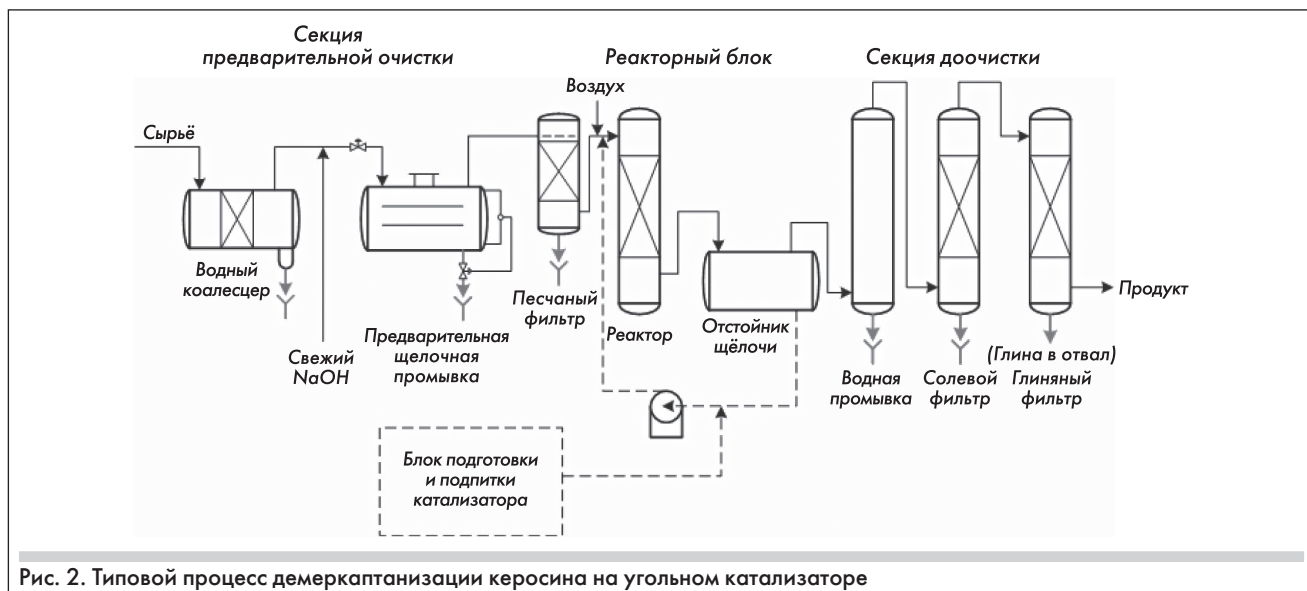 Секция
предварительной очистки
Реакторный блок
Секция доочистки
Воздух
Сырьё
Водный
коалесцер
Свежий
NaOH
Предварительная
щелочная
промывка
Песчаный
фильтр
Реактор
Отстойник
щёлочи
Водная
промывка
Солевой
фильтр
(Глина в отвал)
Глиняный
фильтр
Продукт
Блок подготовки
и подпитки
катализатора
Рис. 2. Типовой процесс демеркаптанизации керосина на угольном катализаторе